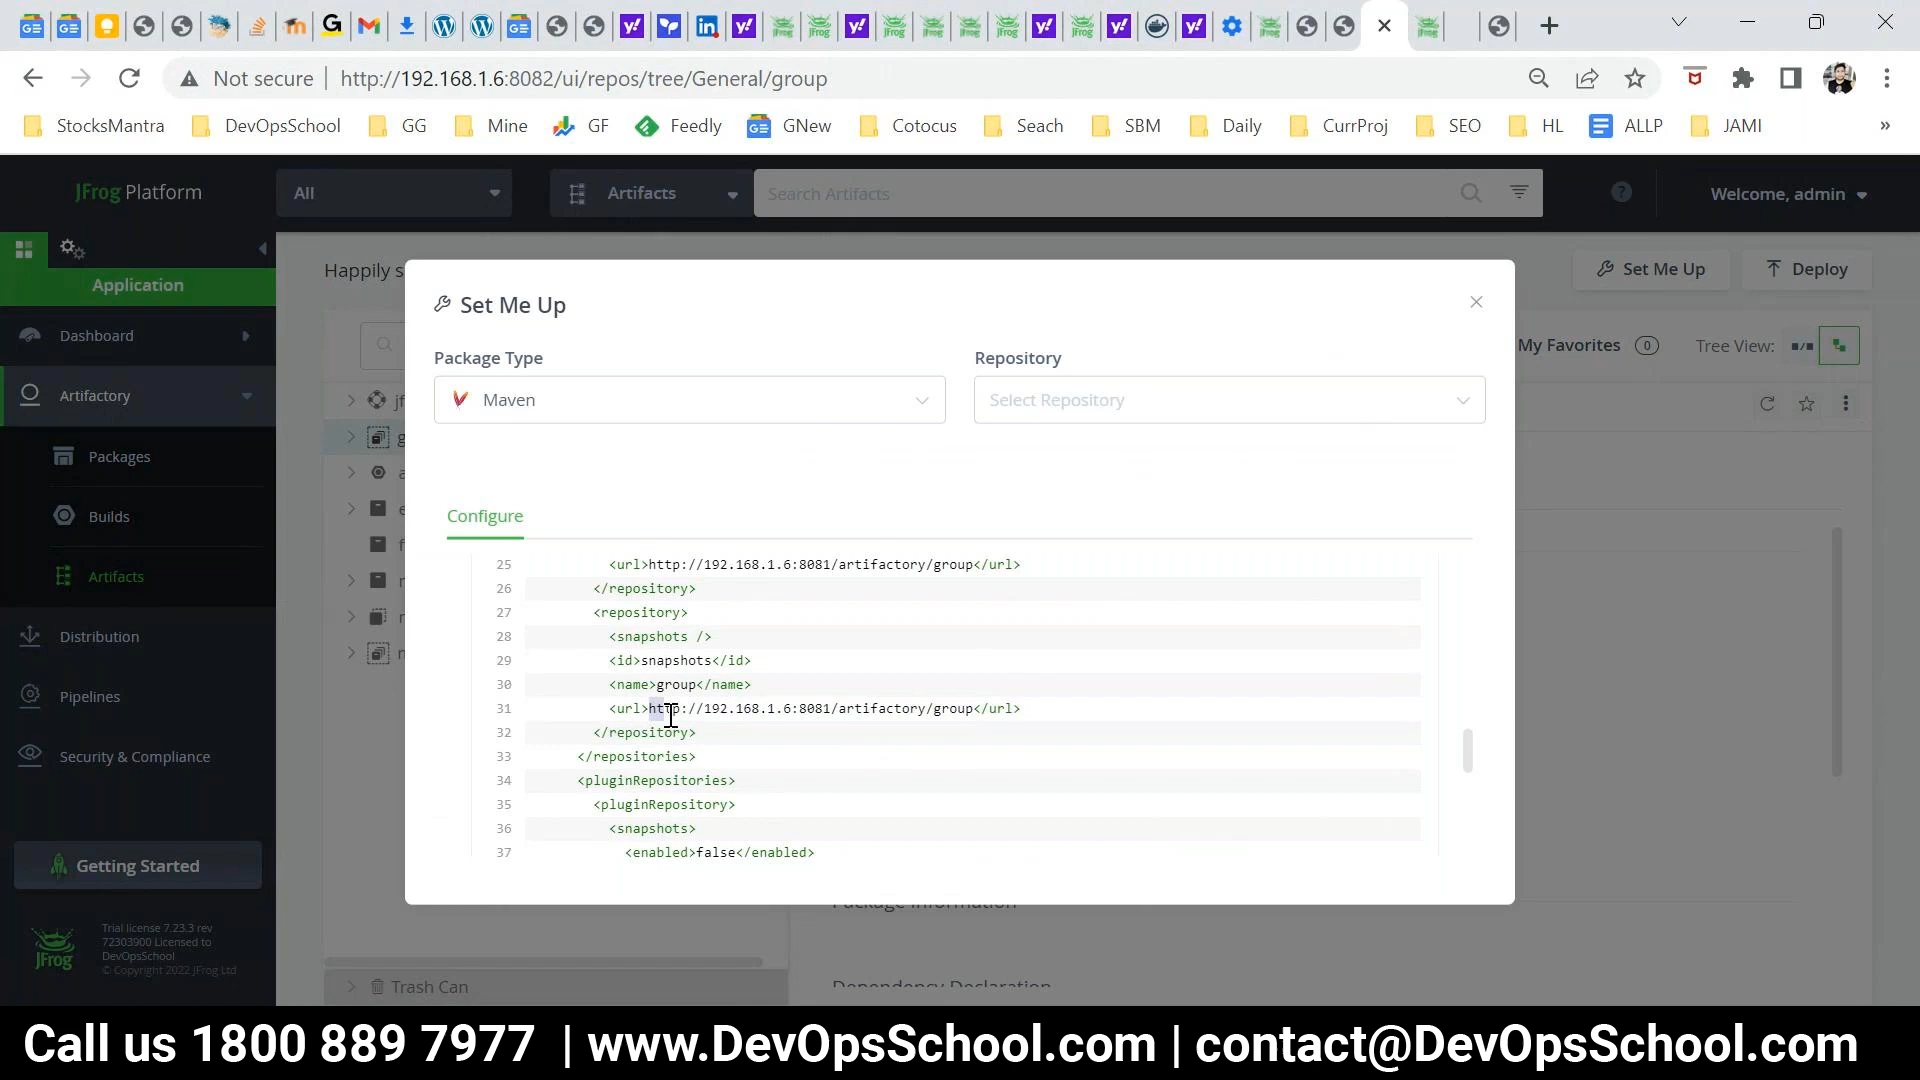 Not secure
http://192.168.1.6:8082/ui/repos/tree/General/group
StocksMantra
DevOpsSchool
GG
Mine
GF
Feedly
GNew
Cotocus
Seach
SBM
Daily
CurrProj
SEO
HL
ALLP
JAMI
»
JFrog Platform
All
Artifacts
Search Artifacts
Welcome, admin
Application
Happily s
Set Me Up
Deploy
Dashboard
Artifactory
Packages
Builds
Artifacts
Distribution
Pipelines
Security & Compliance
Getting Started
JFrog
Trial license 7.23.3 rev
72303900 Licensed to
DevOpsSchool
© Copyright 2022 JFrog Ltd
My Favorites 0
Tree View:
Set Me Up
Package Type
Repository
Maven
Select Repository
Configure
25 <url>http://192.168.1.6:8081/artifactory/group</url>
26 </repository>
27 <repository>
28 <snapshots />
29 <id>snapshots</id>
30 <name>group</name>
31 <url>http://192.168.1.6:8081/artifactory/group</url>
32 </repository>
33 </repositories>
34 <pluginRepositories>
35 <pluginRepository>
36 <snapshots>
37 <enabled>false</enabled>
Package Information
Dependency Declaration
Trash Can
Call us 1800 889 7977 | www.DevOpsSchool.com | contact@DevOpsSchool.com